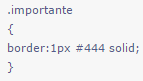 .importante
{
border:1px #444 solid;
}